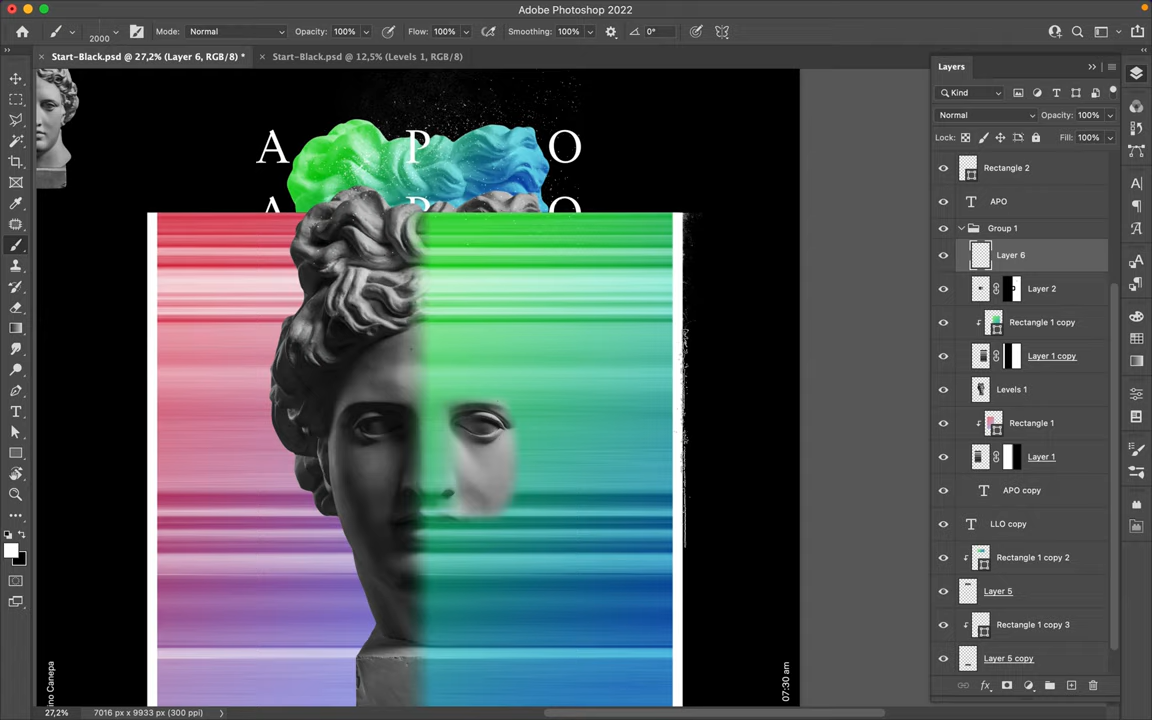 Adobe Photoshop 2022
2000
Mode: Normal
Opacity: 100%
Flow: 100%
Smoothing: 100%
0°
Start-Black.psd @ 27,2% (Layer 6, RGB/8) *
Start-Black.psd @ 12,5% (Levels 1, RGB/8)
Layers
Kind
Normal
Opacity: 100%
Lock:
Fill: 100%
Rectangle 2
T APO
Group 1
Layer 6
Layer 2
Rectangle 1 copy
Layer 1 copy
Levels 1
Rectangle 1
Layer 1
T APO copy
T LLO copy
Rectangle 1 copy 2
Layer 5
Rectangle 1 copy 3
Layer 5 copy
fx
A P O
A P O
ino Canepa
07:30 am
27,2%
7016 px x 9933 px (300 ppi)